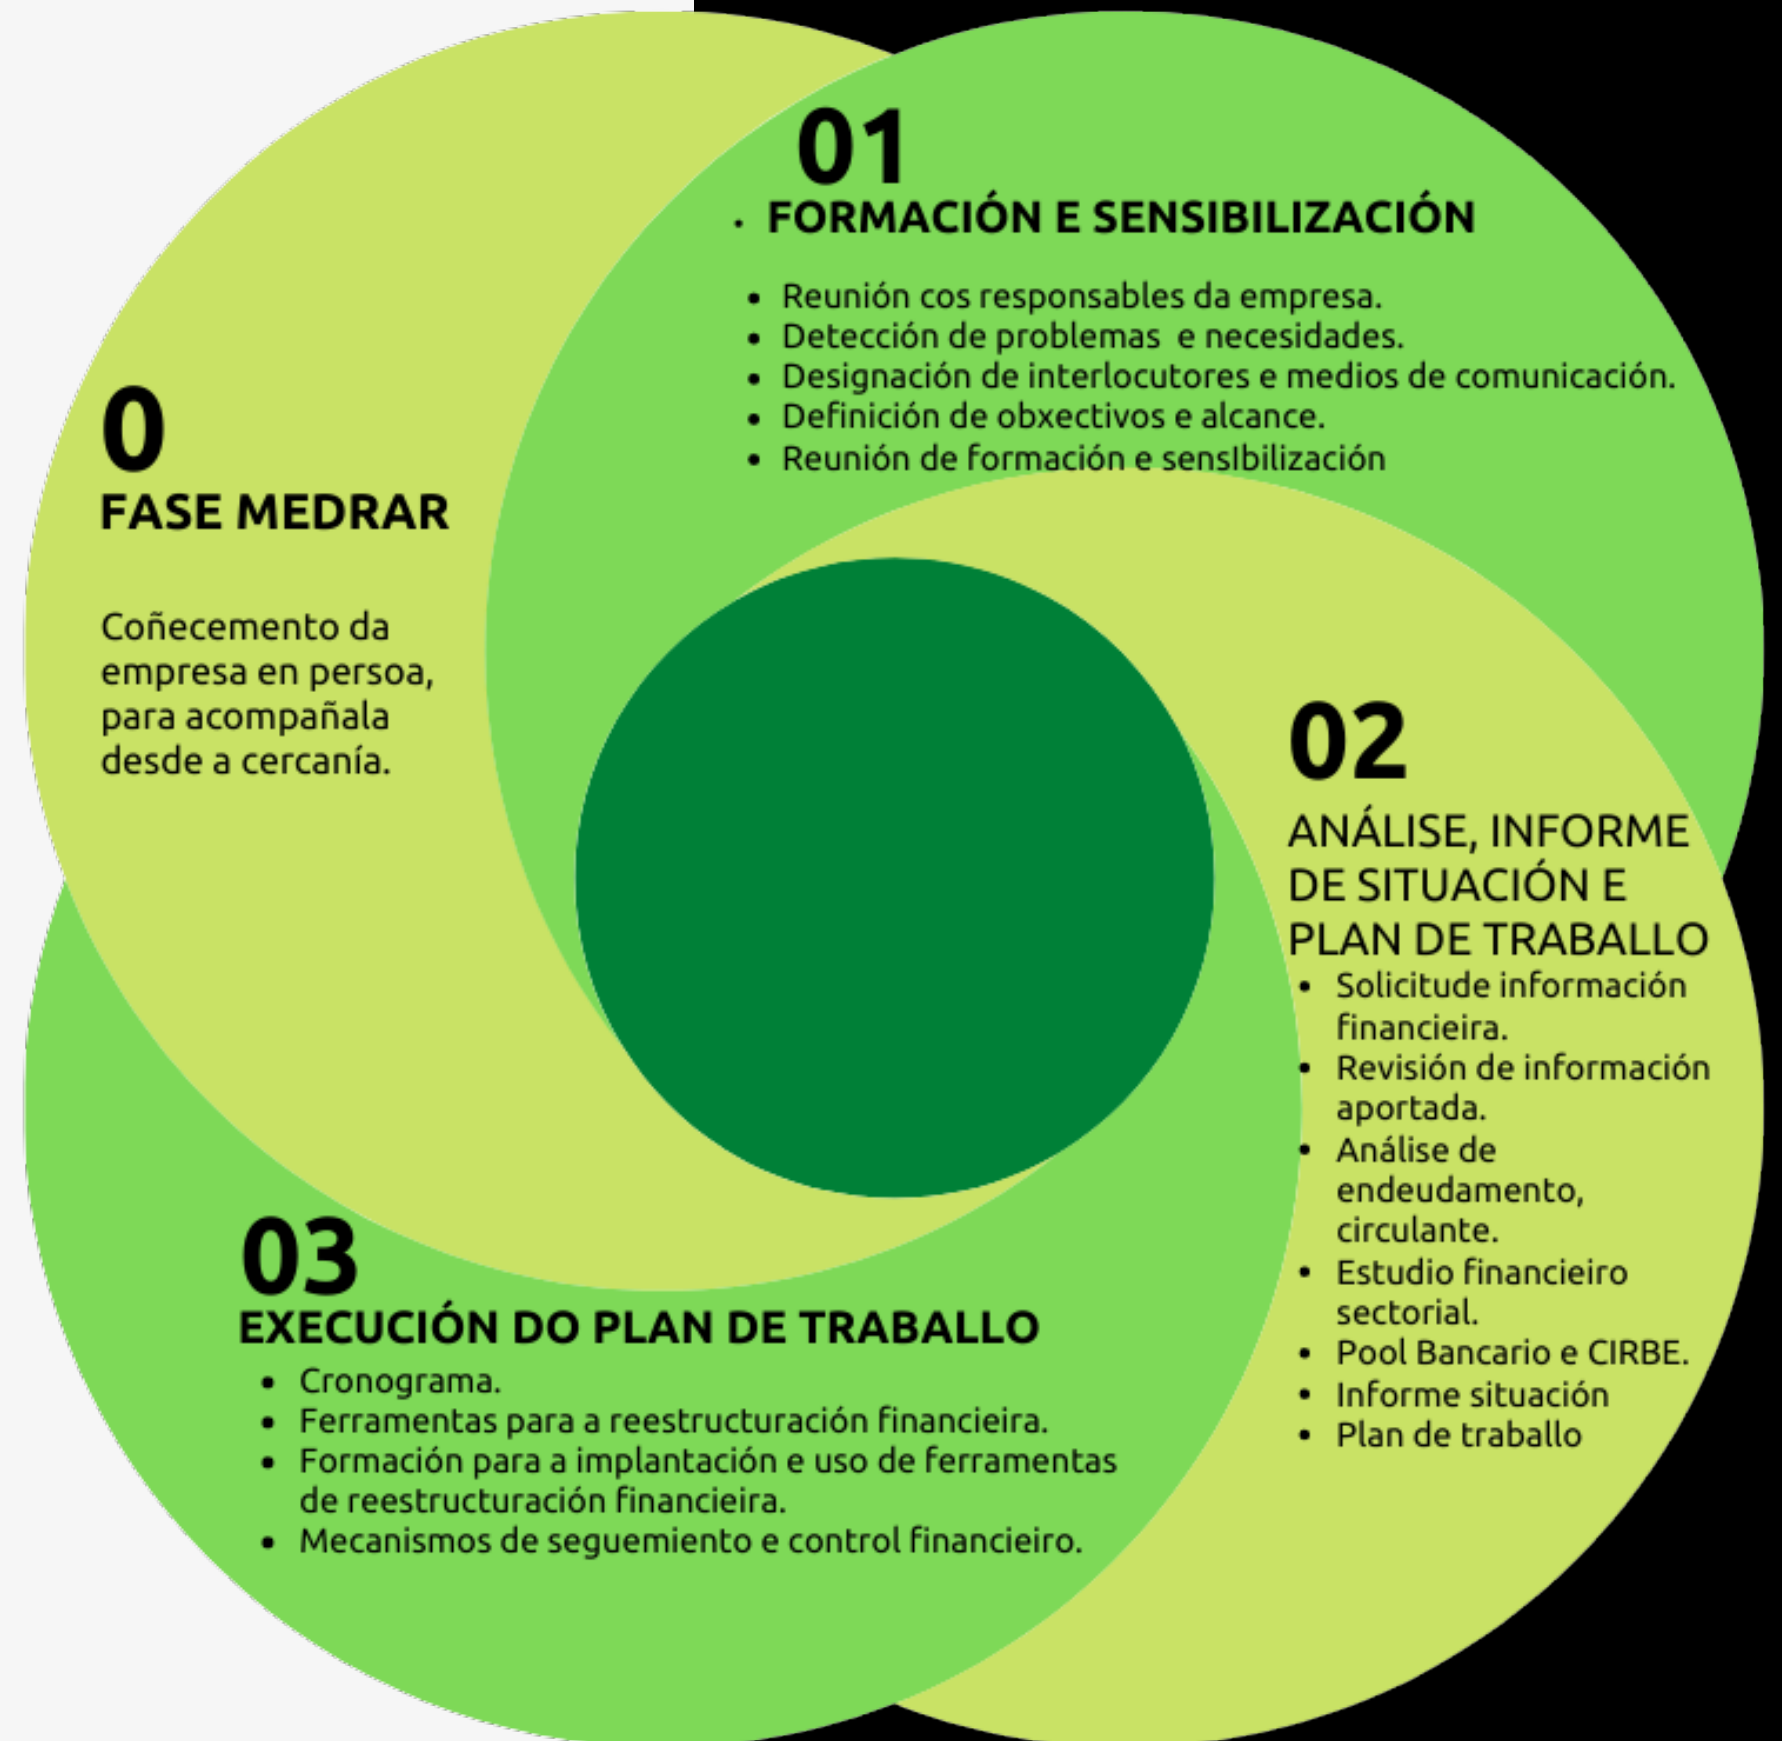 0
FASE MEDRAR
Coñecemento da
empresa en persoa,
para acompañala
desde a cercanía.
01
• FORMACIÓN E SENSIBILIZACIÓN
• Reunión cos responsables da empresa.
• Detección de problemas e necesidades.
• Designación de interlocutores e medios de comunicación.
• Definición de obxectivos e alcance.
• Reunión de formación e sensIbilización
02
ANÁLISE, INFORME
DE SITUACIÓN E
PLAN DE TRABALLO
• Solicitude información
financieira.
• Revisión de información
aportada.
• Análise de
endeudamento,
circulante.
• Estudio financieiro
sectorial.
• Pool Bancario e CIRBE.
• Informe situación
• Plan de traballo
03
EXECUCIÓN DO PLAN DE TRABALLO
• Cronograma.
• Ferramentas para a reestructuración financieira.
• Formación para a implantación e uso de ferramentas
de reestructuración financieira.
• Mecanismos de seguemiento e control financieiro.